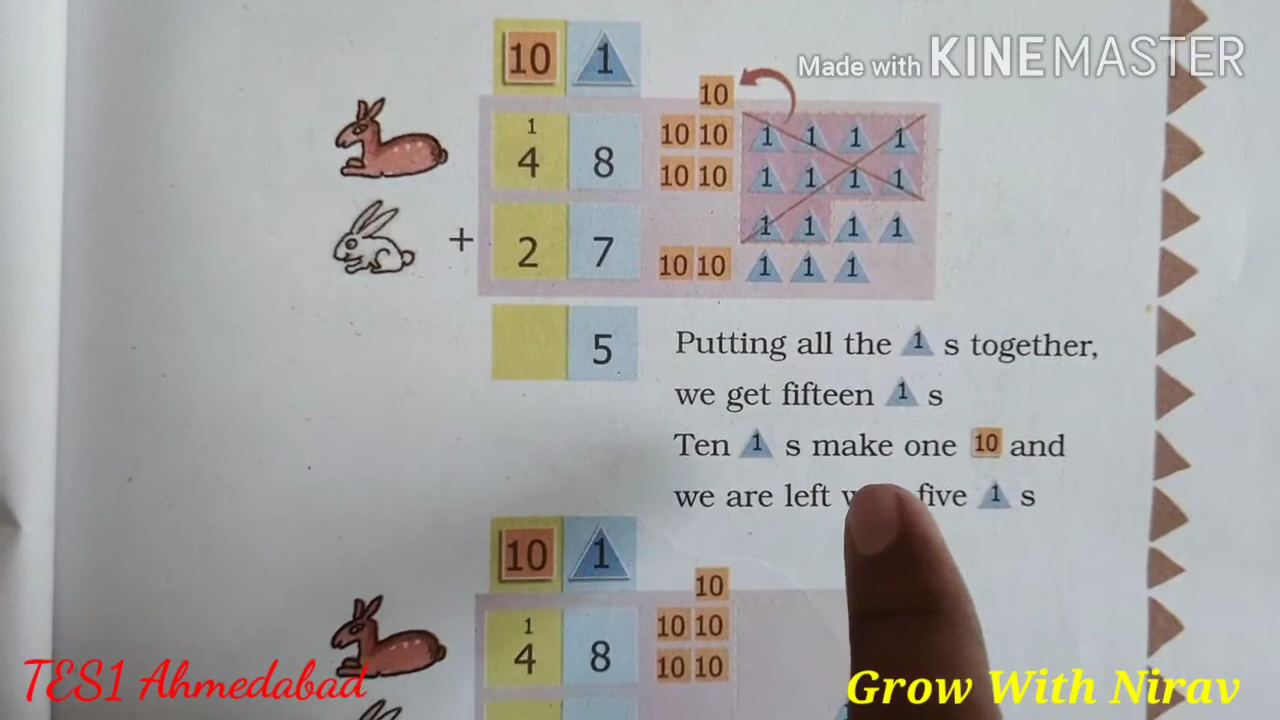 Made with KINEMASTER
10 1
10
1
4 8 10 10 1 1 1 1
10 10 1 1 1 1
1 1 1 1
+ 2 7 10 10 1 1 1
5
Putting all the 1 s together,
we get fifteen 1 s
Ten 1 s make one 10 and
we are left five 1 s
10 1
10
1
4 8 10 10
10 10
TES1 Ahmedabad
Grow With Nirav